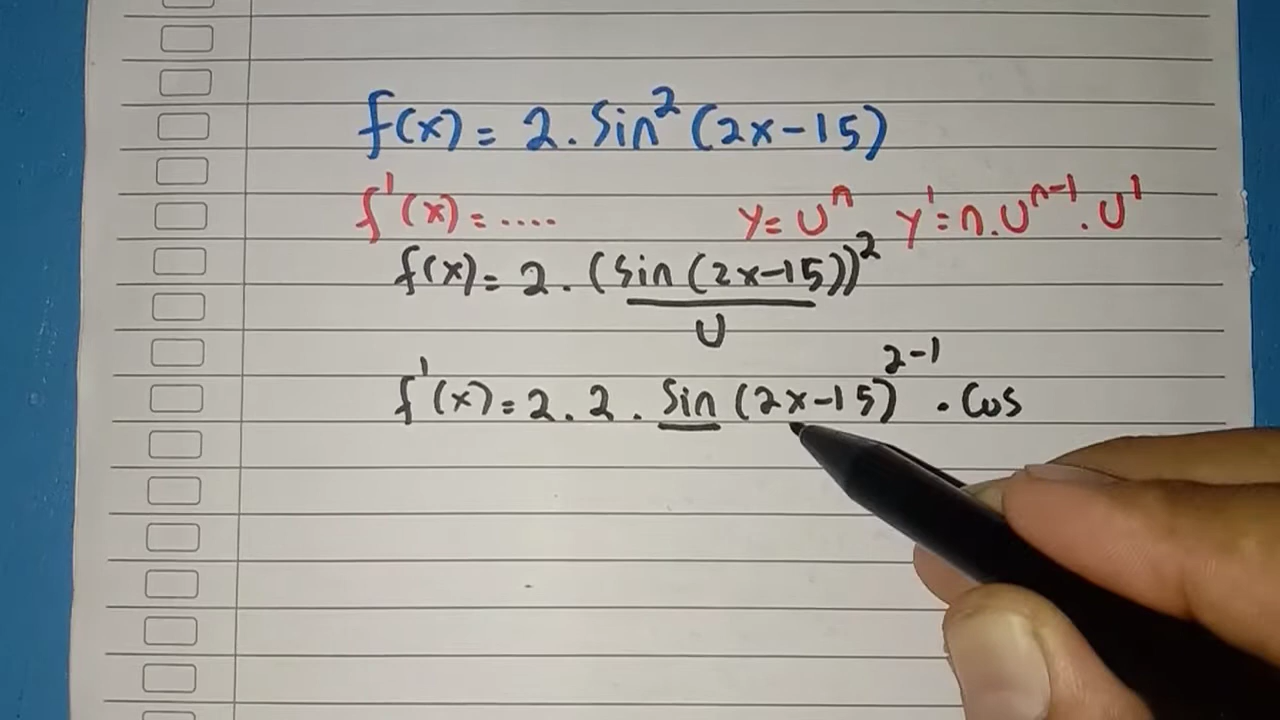 f(x) = 2 . Sin² (2x-15)
f'(x) = .... y = Uⁿ y' = n . Uⁿ⁻¹ . U'
f(x) = 2 . (Sin (2x-15))²
U
f'(x) = 2 . 2 . Sin (2x-15)²⁻¹ . Cos